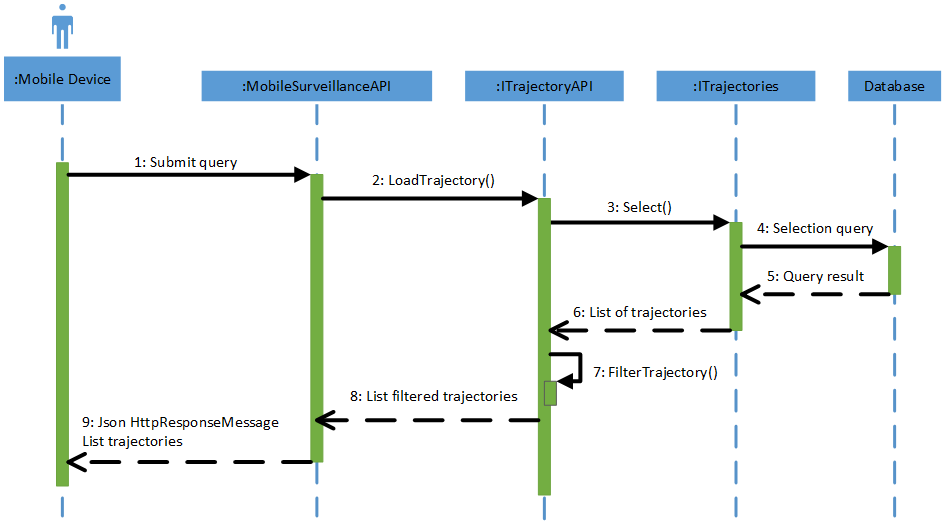 :Mobile Device
:MobileSurveillanceAPI
:ITrajectoryAPI
:ITrajectories
Database
1: Submit query
2: LoadTrajectory()
3: Select()
4: Selection query
5: Query result
6: List of trajectories
7: FilterTrajectory()
8: List filtered trajectories
9: Json HttpResponseMessage
List trajectories